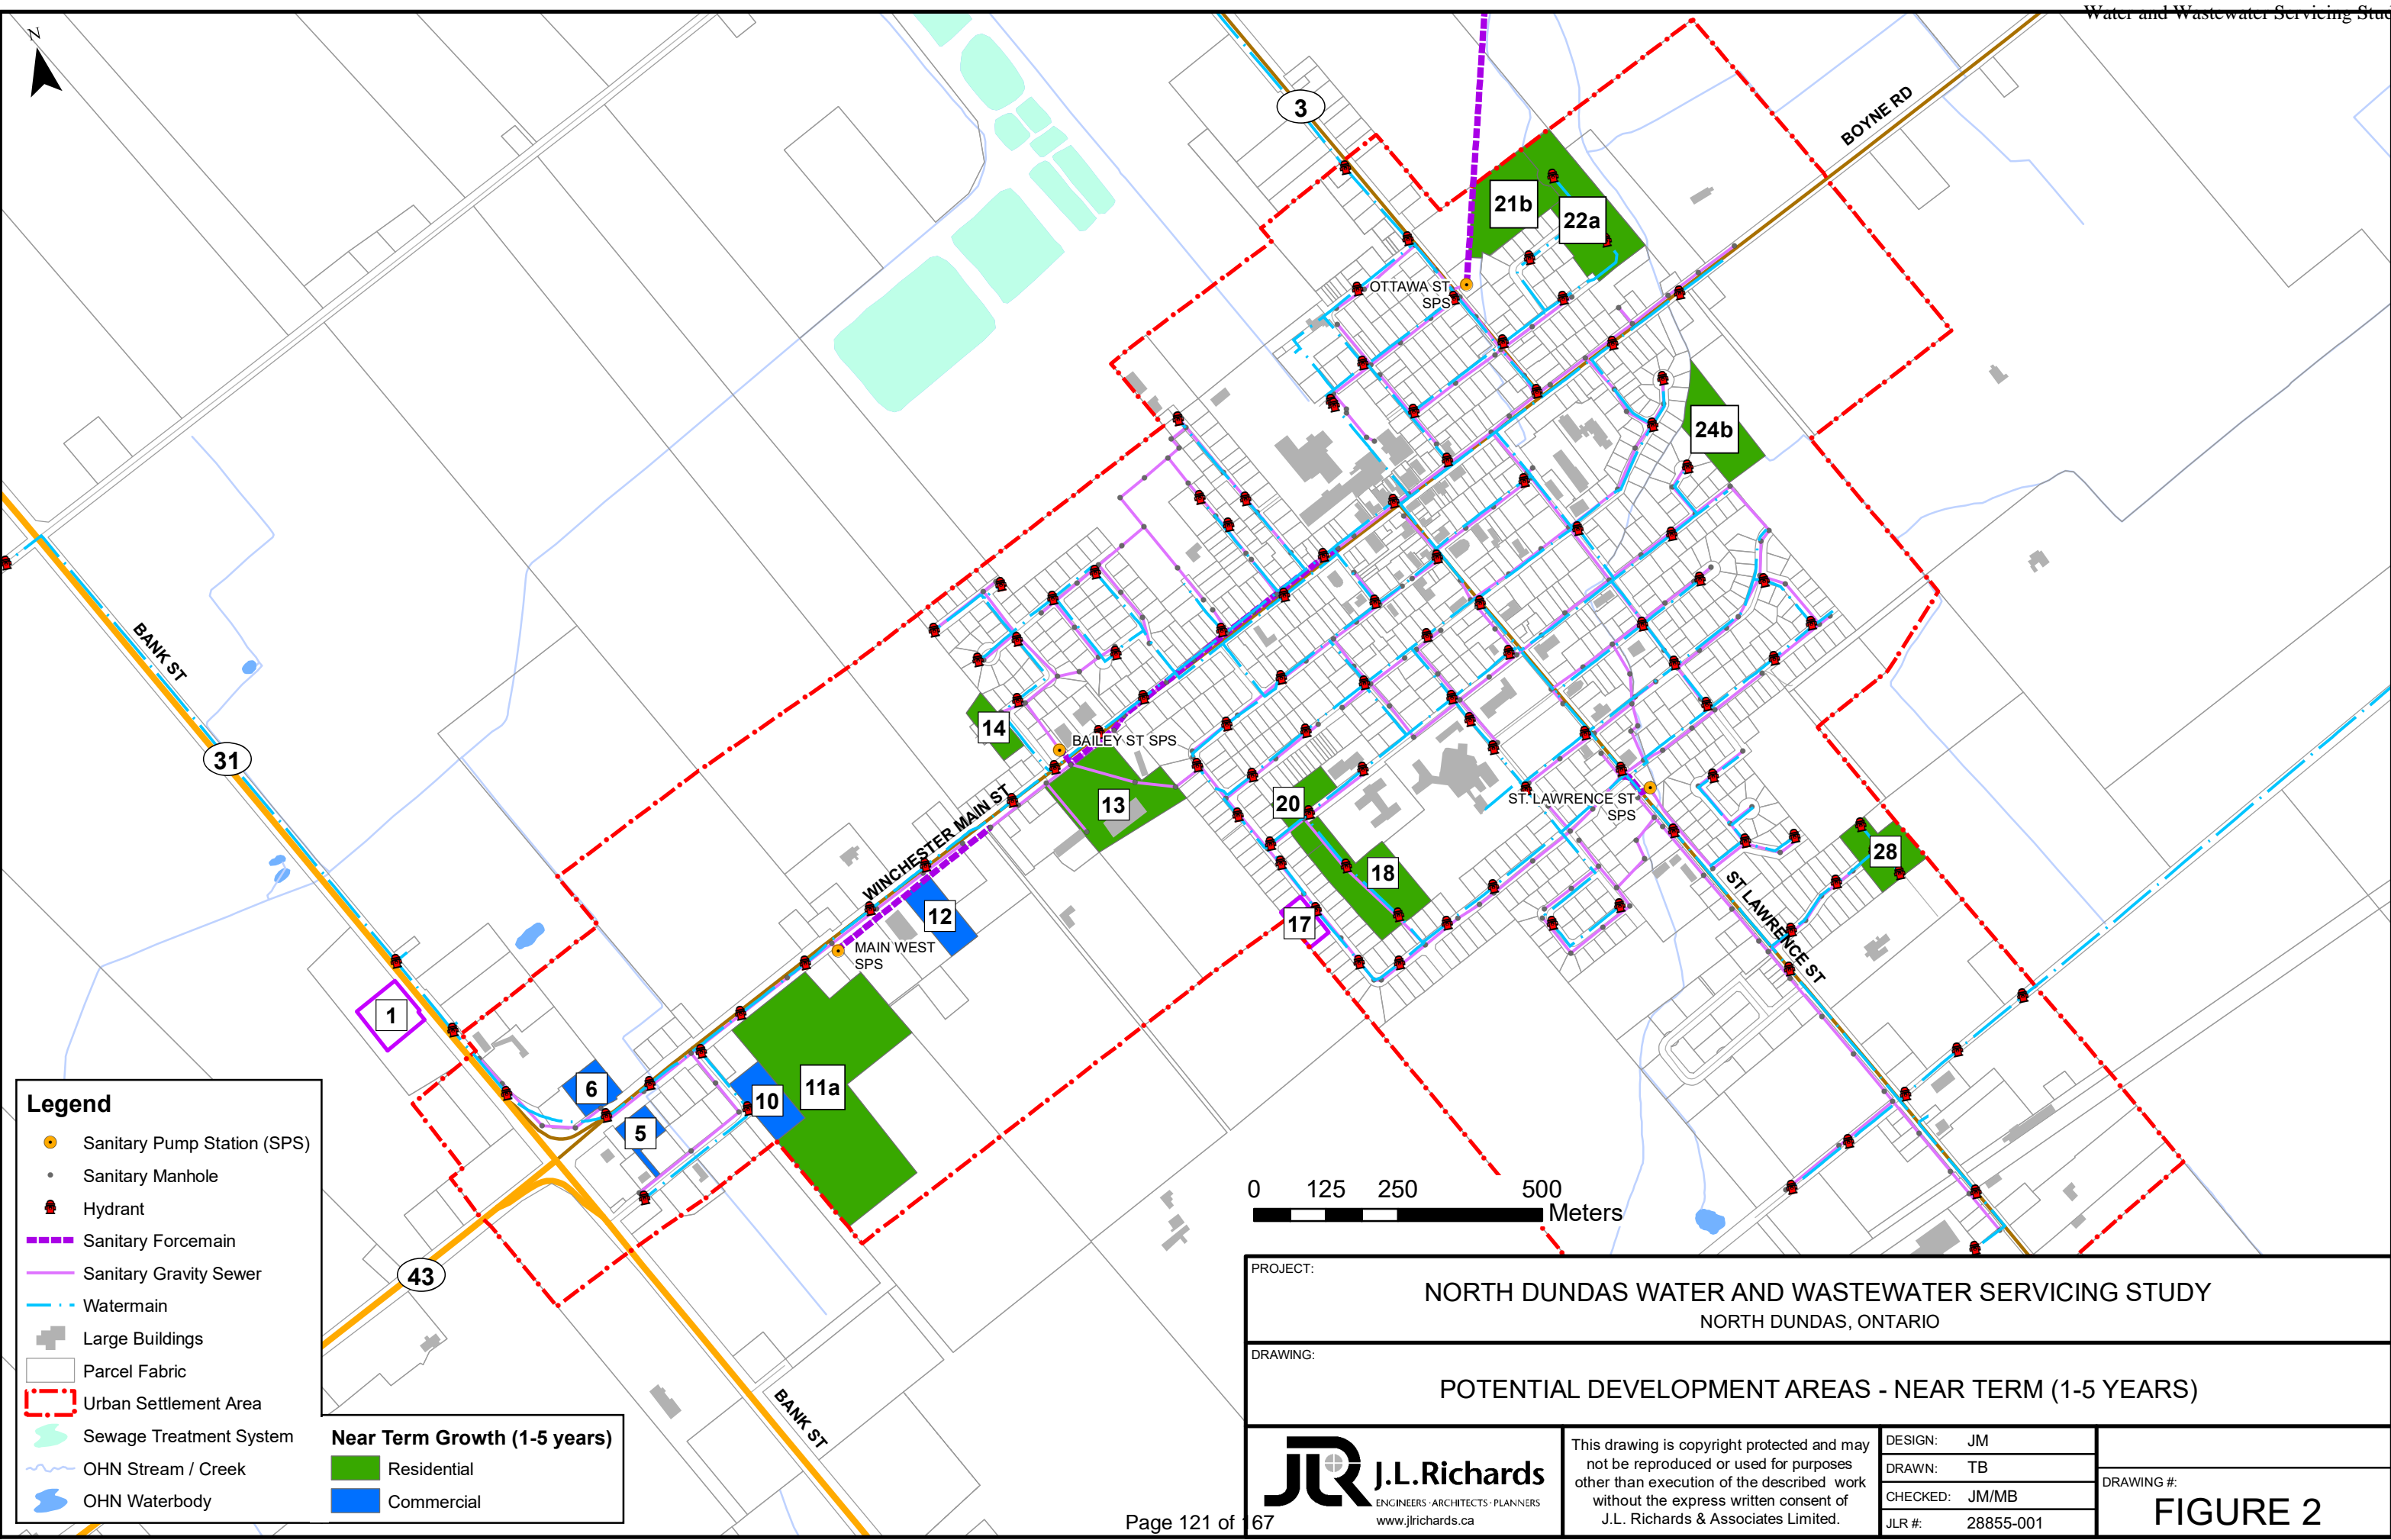 Water and Wastewater Servicing Stud
N
3
BOYNE RD
21b
22a
OTTAWA ST
SPS
24b
BANK ST
31
14
BAILEY ST SPS
13
WINCHESTER MAIN ST
20
ST. LAWRENCE ST
SPS
18
28
12
17
ST LAWRENCE ST
MAIN WEST
SPS
1
6
11a
10
5
43
BANK ST
0 125 250 500
Meters
Legend
Sanitary Pump Station (SPS)
Sanitary Manhole
Hydrant
Sanitary Forcemain
Sanitary Gravity Sewer
Watermain
Large Buildings
Parcel Fabric
Urban Settlement Area
Sewage Treatment System
OHN Stream / Creek
OHN Waterbody
Near Term Growth (1-5 years)
Residential
Commercial
PROJECT:
NORTH DUNDAS WATER AND WASTEWATER SERVICING STUDY
NORTH DUNDAS, ONTARIO
DRAWING:
POTENTIAL DEVELOPMENT AREAS - NEAR TERM (1-5 YEARS)
JLR J.L.Richards
ENGINEERS · ARCHITECTS · PLANNERS
www.jlrichards.ca
This drawing is copyright protected and may
not be reproduced or used for purposes
other than execution of the described work
without the express written consent of
J.L. Richards & Associates Limited.
DESIGN: JM
DRAWN: TB
CHECKED: JM/MB
JLR #: 28855-001
DRAWING #:
FIGURE 2
Page 121 of 167